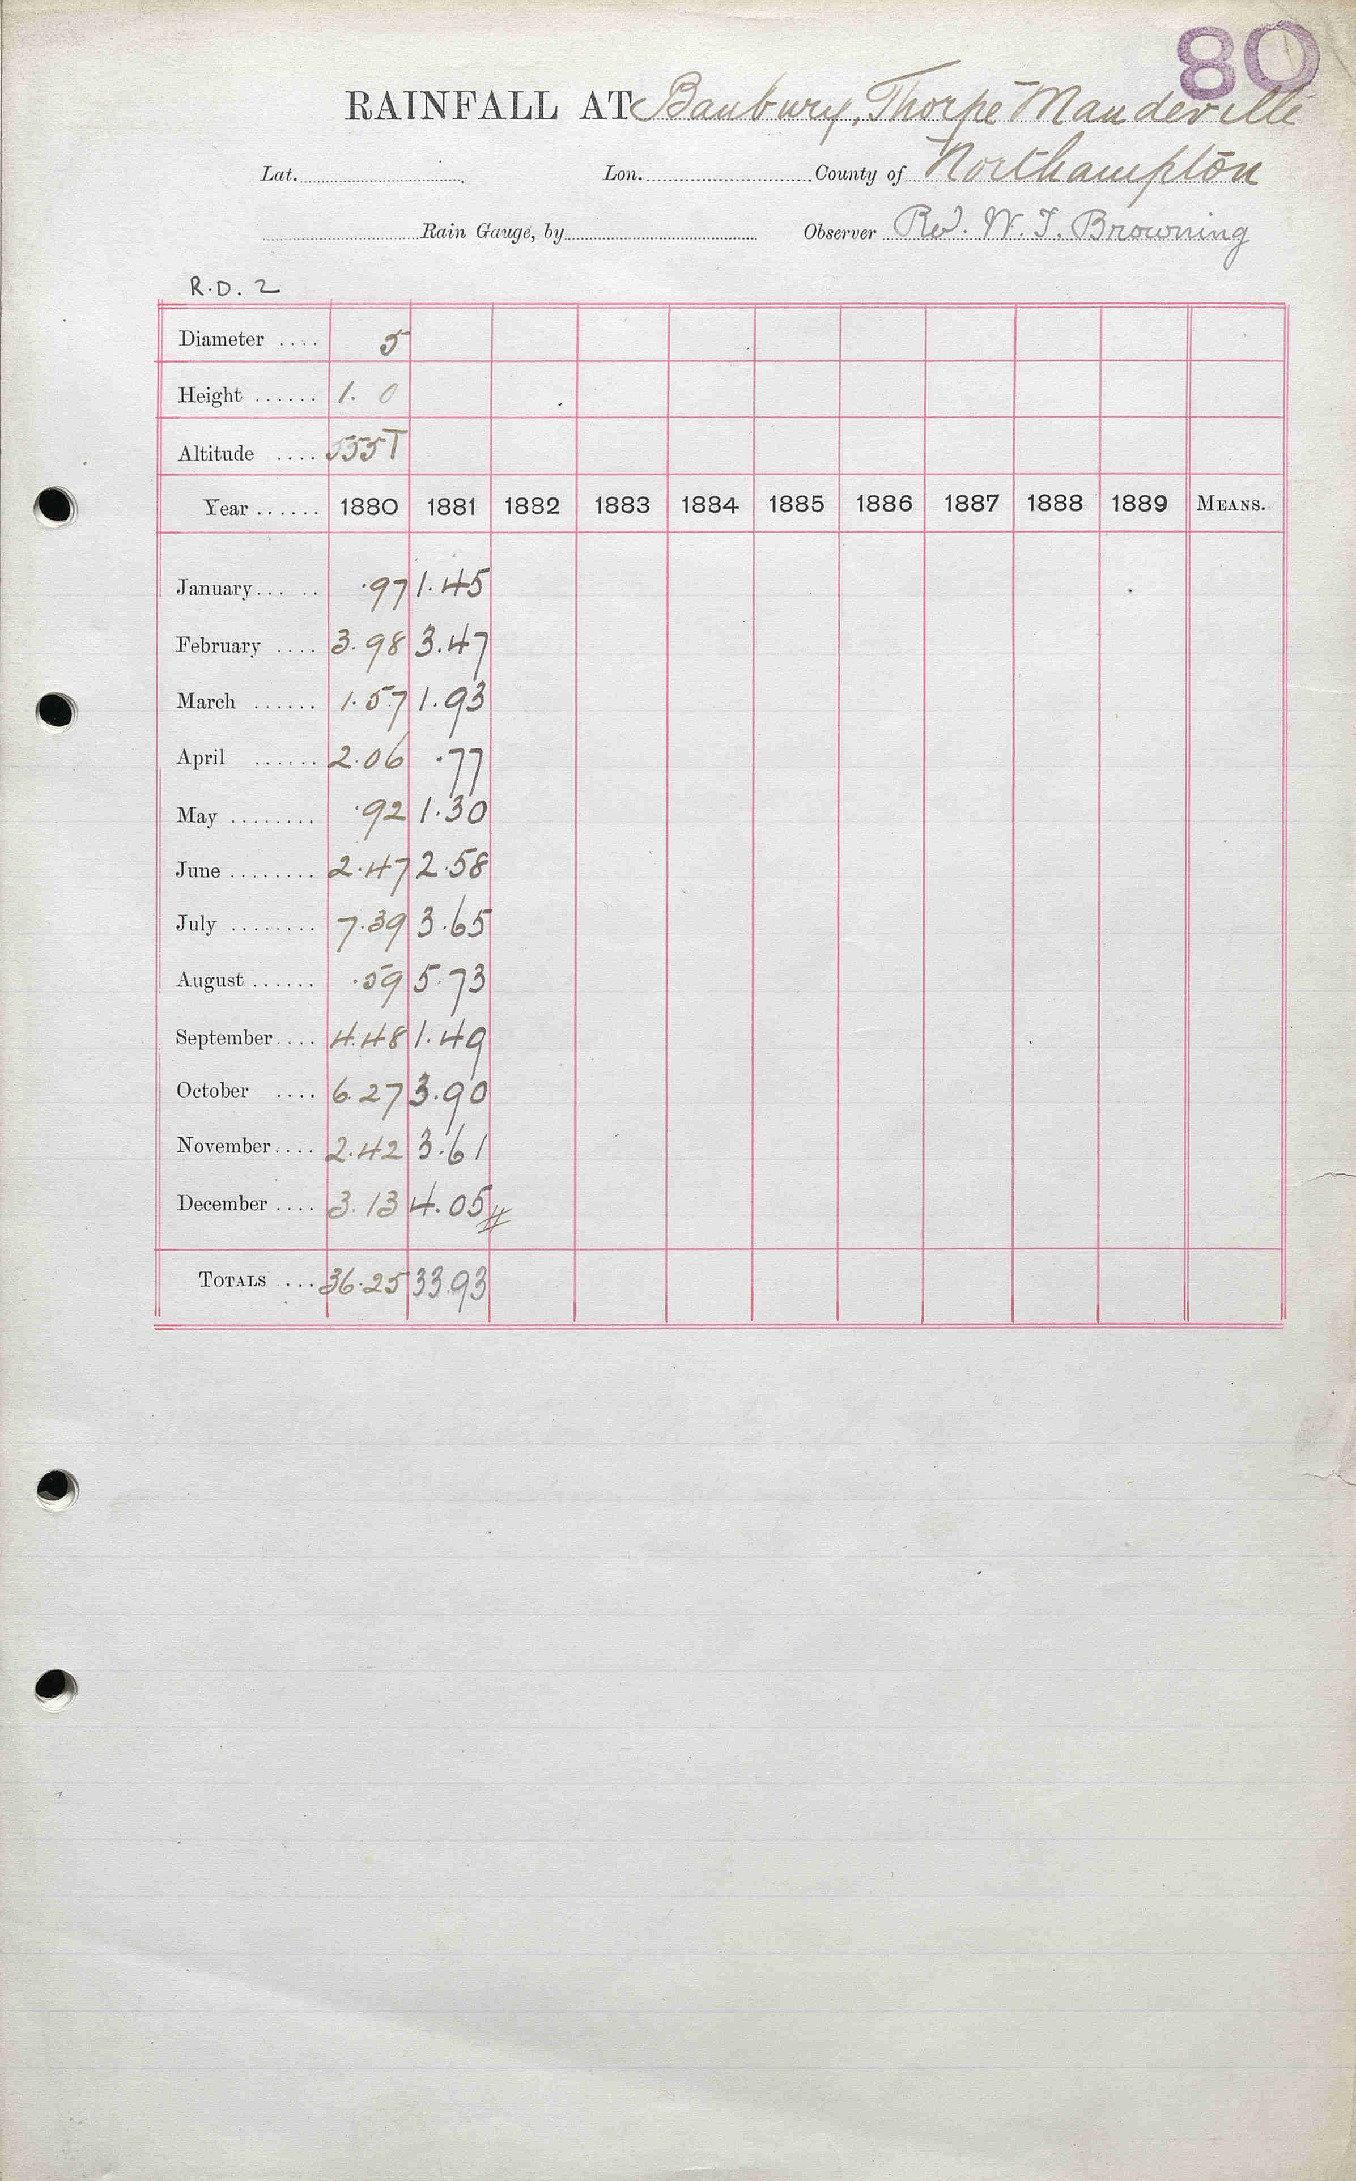 80
RAINFALL AT Banbury, Thorpe Mandeville
Lat. Lon. County of Northampton
Rain Gauge, by Observer Rev. W. T. Browning
R.D. 2
Diameter .... 5
Height ...... 1. 0
Altitude .... 555T
Year ...... 1880 1881 1882 1883 1884 1885 1886 1887 1888 1889 MEANS.
January... .. .97 1.45
February .... 3.98 3.47
March ...... 1.57 1.93
April ...... 2.06 .77
May ........ .92 1.30
June ........ 2.47 2.58
July ........ 7.39 3.65
August ...... .59 5.73
September.... 4.48 1.49
October .... 6.27 3.90
November.... 2.42 3.61
December .... 3.13 4.05
TOTALS ... 36.25 33.93